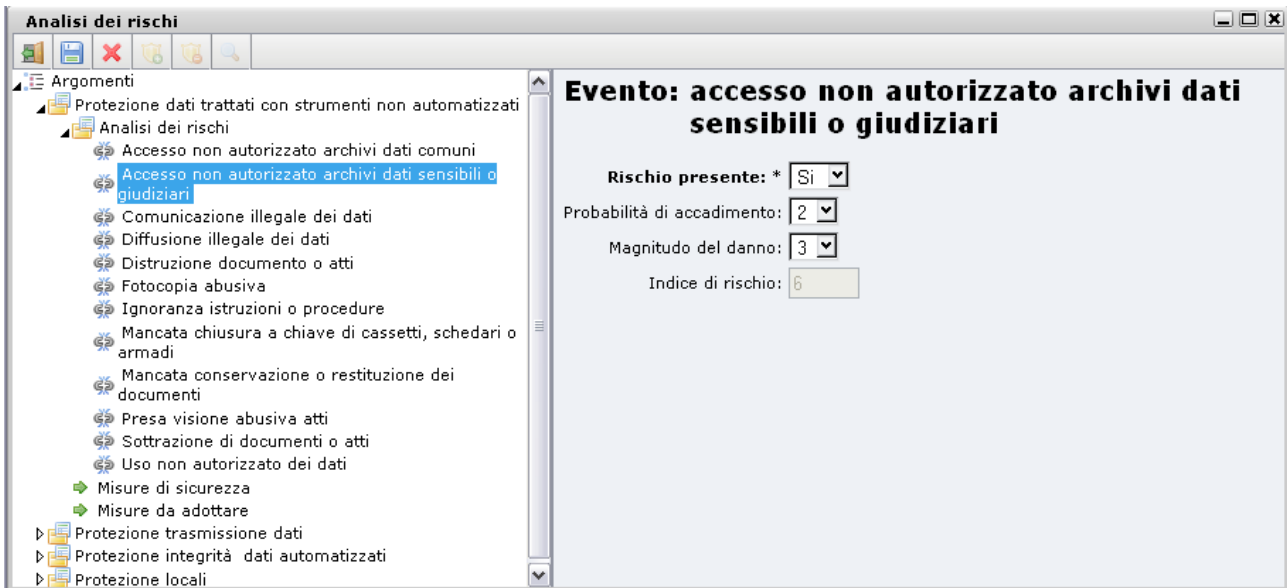 Analisi dei rischi
Argomenti
Protezione dati trattati con strumenti non automatizzati
Analisi dei rischi
Accesso non autorizzato archivi dati comuni
Accesso non autorizzato archivi dati sensibili o
giudiziari
Comunicazione illegale dei dati
Diffusione illegale dei dati
Distruzione documento o atti
Fotocopia abusiva
Ignoranza istruzioni o procedure
Mancata chiusura a chiave di cassetti, schedari o
armadi
Mancata conservazione o restituzione dei
documenti
Presa visione abusiva atti
Sottrazione di documenti o atti
Uso non autorizzato dei dati
Misure di sicurezza
Misure da adottare
Protezione trasmissione dati
Protezione integrità dati automatizzati
Protezione locali
Evento: accesso non autorizzato archivi dati
sensibili o giudiziari
Rischio presente: * Si
Probabilità di accadimento: 2
Magnitudo del danno: 3
Indice di rischio: 6